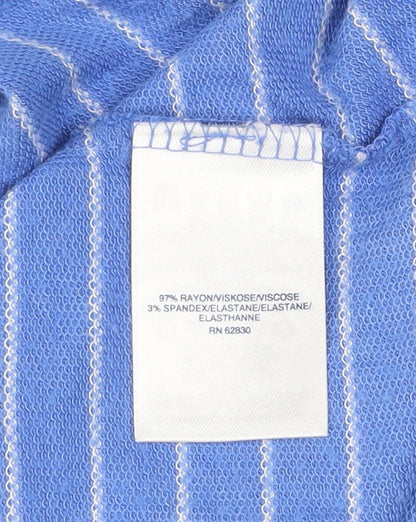 97% RAYON/VISKOSE/VISCOSE
3% SPANDEX/ELASTANE/ELASTANE/
ELASTHANNE
RN 62830